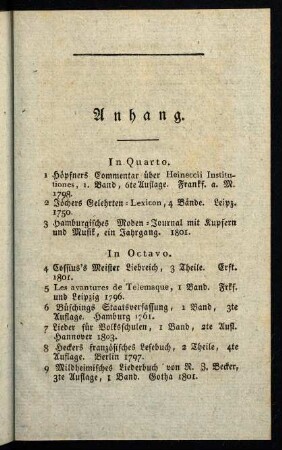 Anhang.
In Quarto.
1 Höpfners Commentar über Heineccii Institu-
tiones, 1. Band, 6te Auflage. Frankf. a. M.
1798.
2 Jöchers Gelehrten-Lexicon, 4 Bände. Leipz.
1750.
3 Hamburgisches Moden-Journal mit Kupfern
und Musik, ein Jahrgang. 1801.
In Octavo.
4 Lossius's Meister Liebreich, 3 Theile. Erft.
1801.
5 Les avantures de Telemaque, 1 Band. Frkf.
und Leipzig 1796.
6 Büschings Staatsverfassung, 1 Band, 3te
Auflage. Hamburg 1761.
7 Lieder für Volksschulen, 1 Band, 2te Aufl.
Hannover 1803.
8 Heckers französisches Lesebuch, 2 Theile, 4te
Auflage. Berlin 1797.
9 Mildheimisches Liederbuch von R. Z. Becker,
3te Auflage, 1 Band. Gotha 1801.